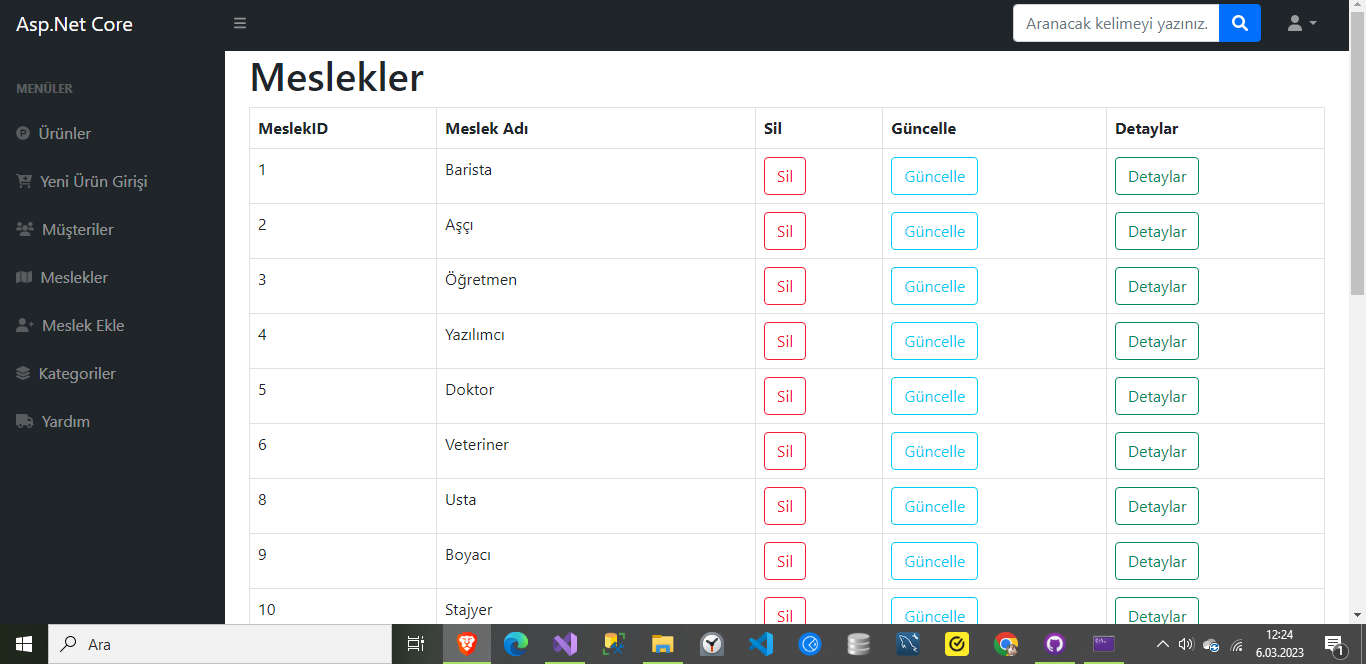 Asp.Net Core
Aranacak kelimeyi yazınız.
MENÜLER
Ürünler
Yeni Ürün Girişi
Müşteriler
Meslekler
Meslek Ekle
Kategoriler
Yardım
Meslekler
MeslekID Meslek Adı Sil Güncelle Detaylar
1 Barista Sil Güncelle Detaylar
2 Aşçı Sil Güncelle Detaylar
3 Öğretmen Sil Güncelle Detaylar
4 Yazılımcı Sil Güncelle Detaylar
5 Doktor Sil Güncelle Detaylar
6 Veteriner Sil Güncelle Detaylar
8 Usta Sil Güncelle Detaylar
9 Boyacı Sil Güncelle Detaylar
10 Stajyer Sil Güncelle Detaylar
Ara
12:24
6.03.2023
1